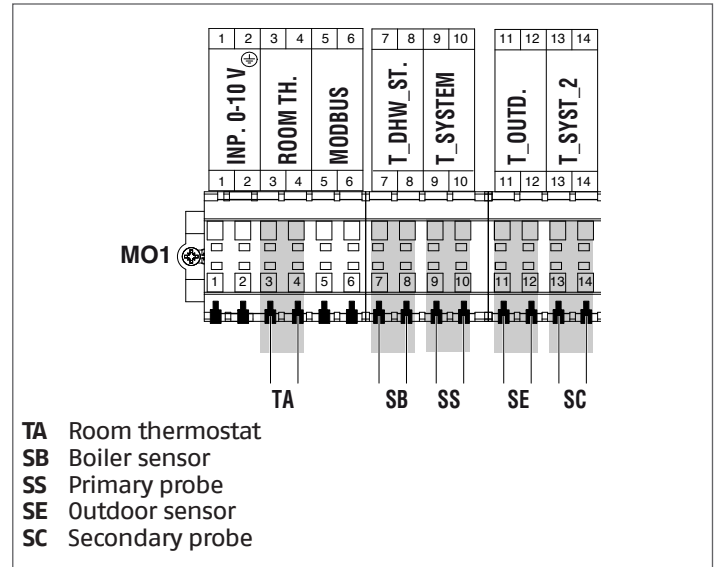 1 2 3 4 5 6 7 8 9 10 11 12 13 14
INP. 0-10 V
ROOM TH.
MODBUS
T_DHW_ST.
T_SYSTEM
T_OUTD.
T_SYST_2
1 2 3 4 5 6 7 8 9 10 11 12 13 14
MO1
1 2 3 4 5 6 7 8 9 10 11 12 13 14
TA SB SS SE SC
TA Room thermostat
SB Boiler sensor
SS Primary probe
SE Outdoor sensor
SC Secondary probe